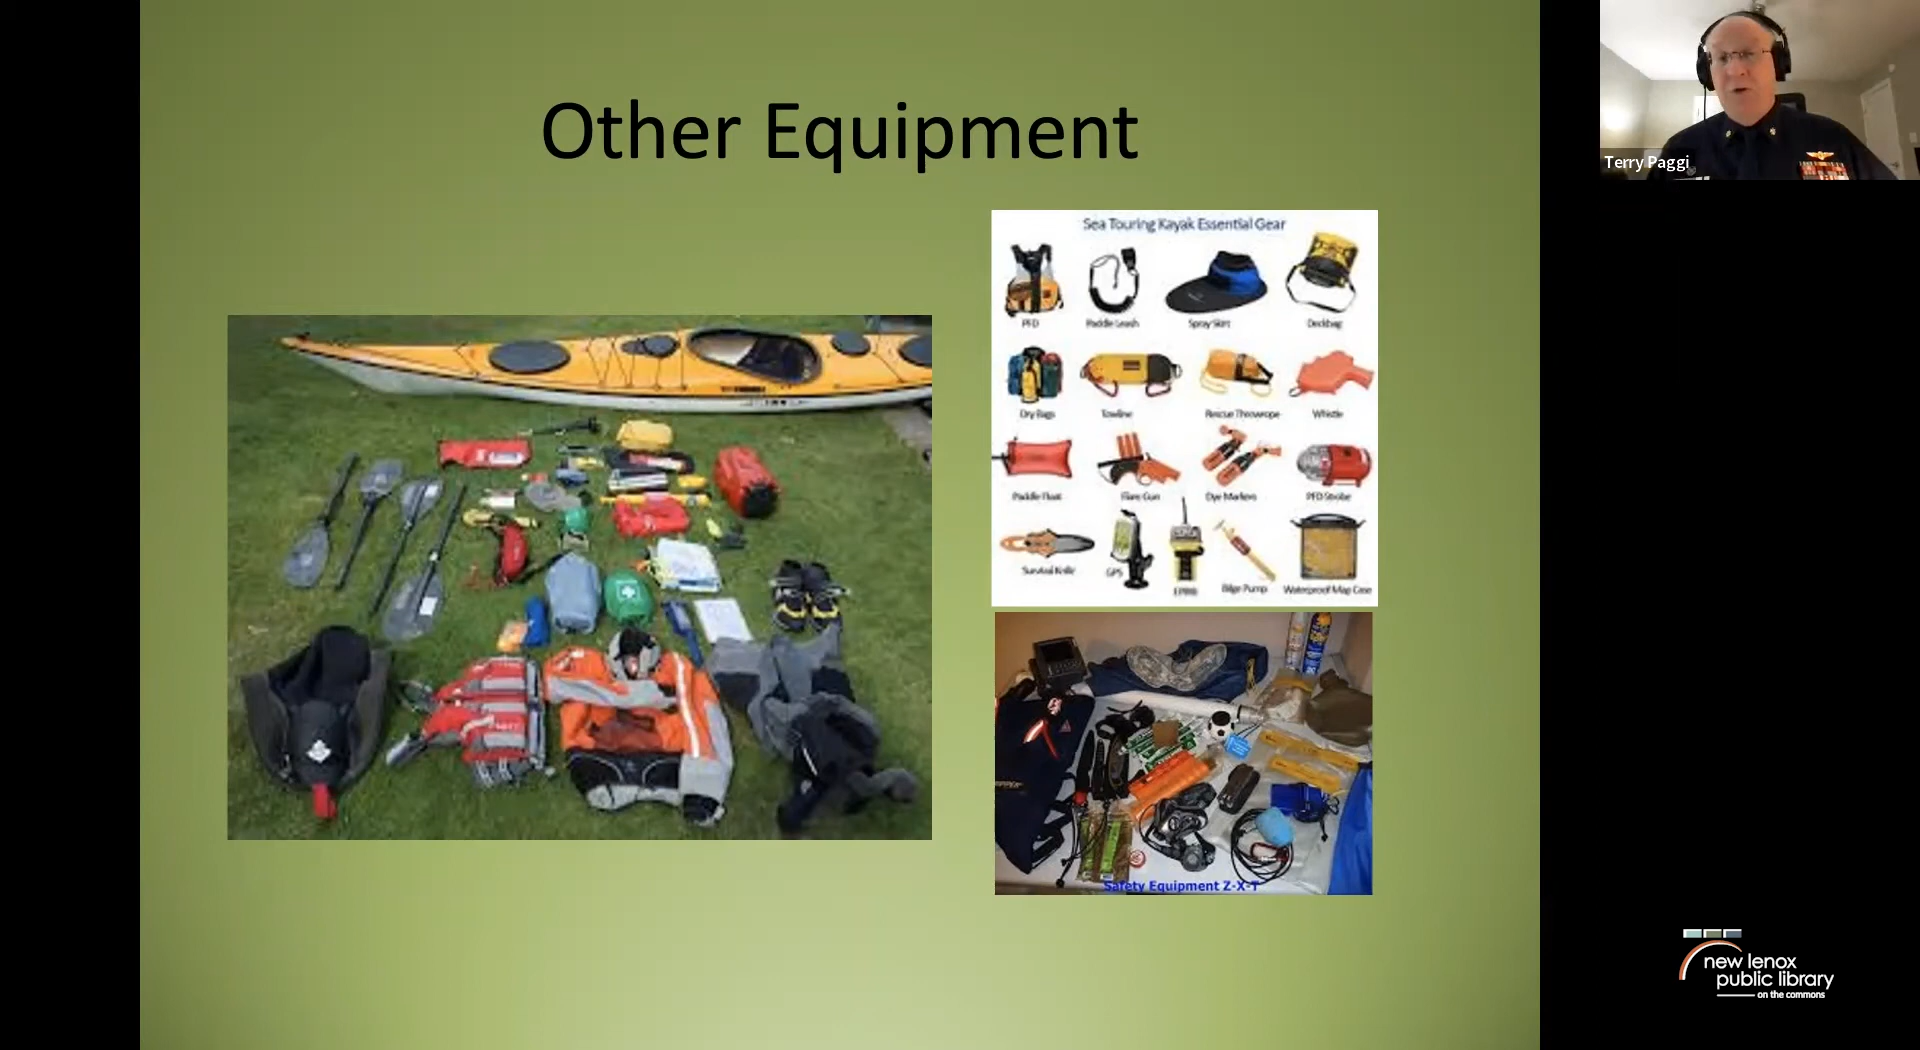 Other Equipment
Terry Paggi
Sea Touring Kayak Essential Gear
PFD
Paddle Leash
Spray Skirt
Deckbag
Dry Bags
Towline
Rescue Throwrope
Whistle
Paddle Float
Flare Gun
Dye Markers
PFD Strobe
Survival Knife
GPS
EPIRB
Bilge Pump
Waterproof Map Case
Safety Equipment Z-X-T
new lenox
public library
on the commons